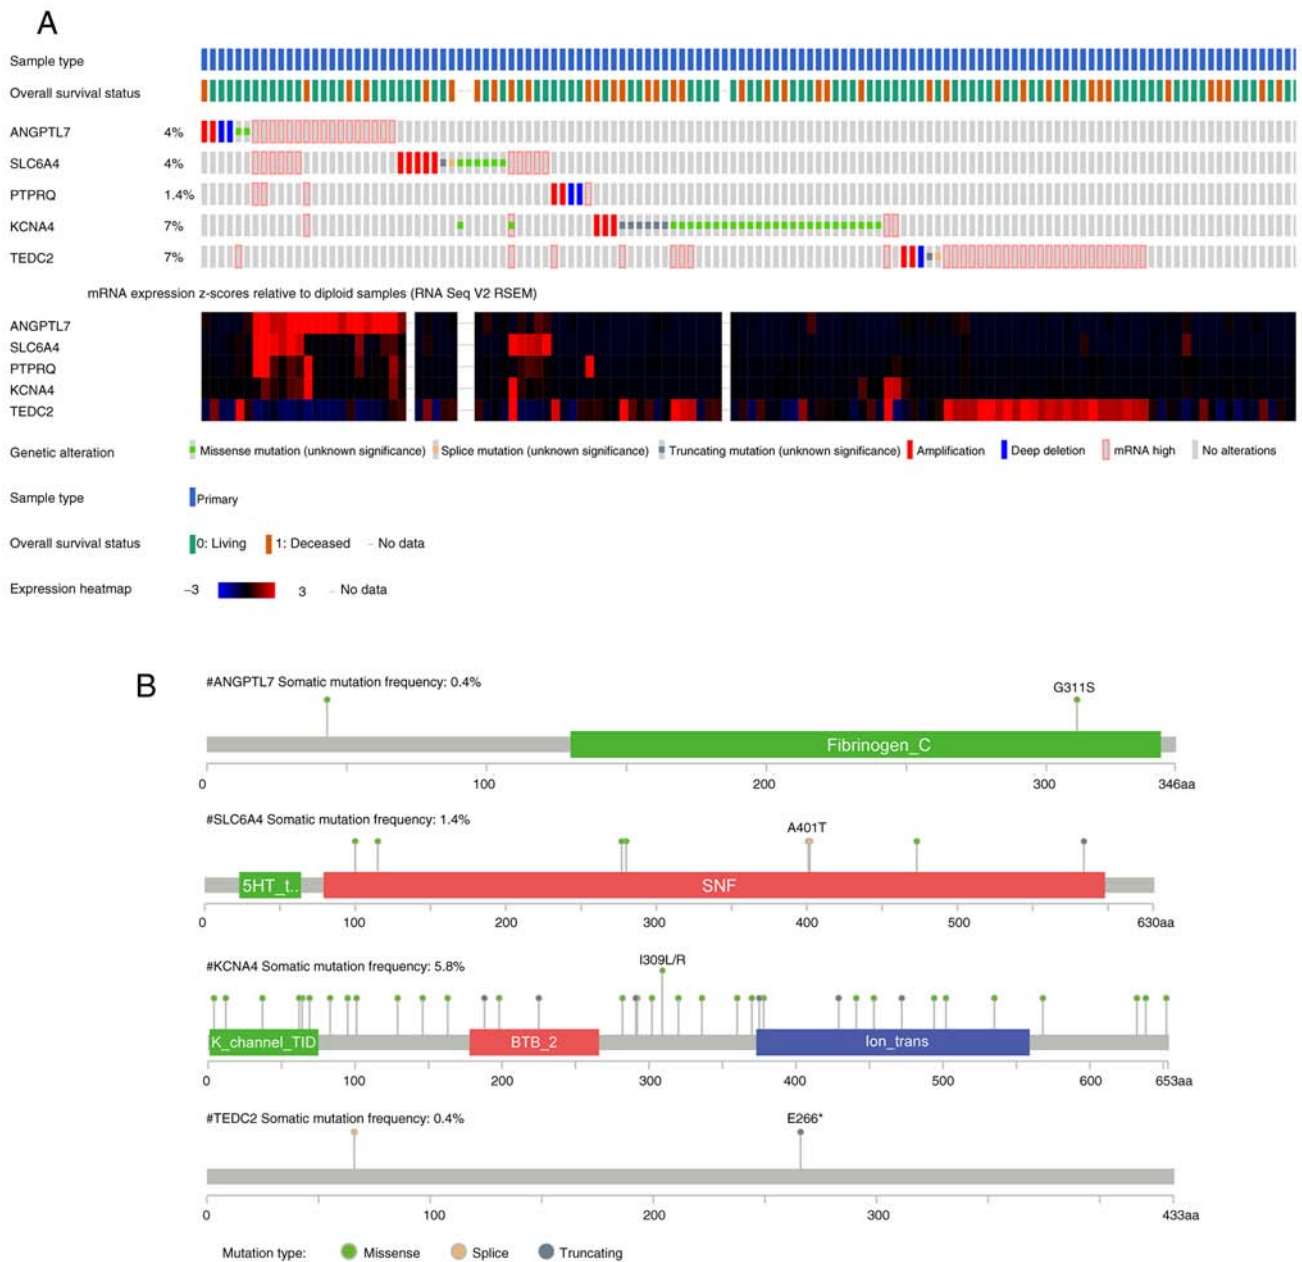 A
Sample type
Overall survival status
ANGPTL7 4%
SLC6A4 4%
PTPRQ 1.4%
KCNA4 7%
TEDC2 7%
mRNA expression z-scores relative to diploid samples (RNA Seq V2 RSEM)
ANGPTL7
SLC6A4
PTPRQ
KCNA4
TEDC2
Genetic alteration Missense mutation (unknown significance) Splice mutation (unknown significance) Truncating mutation (unknown significance) Amplification Deep deletion mRNA high No alterations
Sample type Primary
Overall survival status 0: Living 1: Deceased - No data
Expression heatmap −3 3 - No data
B
#ANGPTL7 Somatic mutation frequency: 0.4%
G311S
Fibrinogen_C
0 100 200 300 346aa
#SLC6A4 Somatic mutation frequency: 1.4%
A401T
5HT_t.. SNF
0 100 200 300 400 500 630aa
#KCNA4 Somatic mutation frequency: 5.8%
I309L/R
K_channel_TID BTB_2 Ion_trans
0 100 200 300 400 500 600 653aa
#TEDC2 Somatic mutation frequency: 0.4%
E266*
0 100 200 300 433aa
Mutation type: Missense Splice Truncating